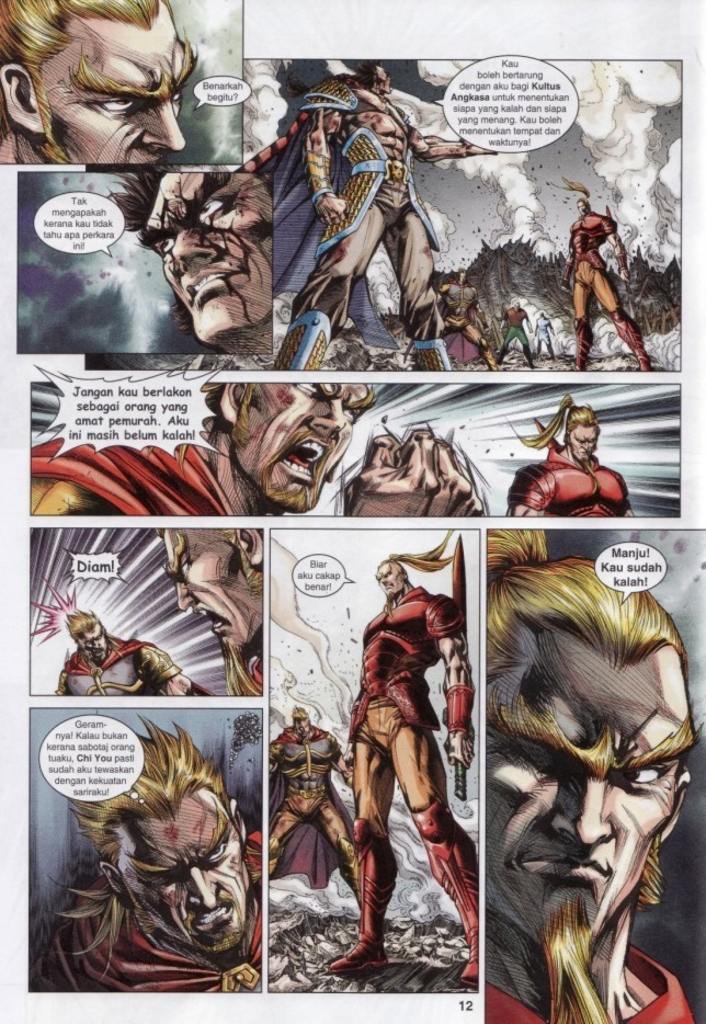 Benarkah
begitu?
Kau
boleh bertarung
dengan aku bagi Kultus
Angkasa untuk menentukan
siapa yang kalah dan siapa
yang menang. Kau boleh
menentukan tempat dan
waktunya!
Tak
mengapakah
kerana kau tidak
tahu apa perkara
ini!
Jangan kau berlakon
sebagai orang yang
amat pemurah. Aku
ini masih belum kalah!
Diam!
Biar
aku cakap
benar!
Manju!
Kau sudah
kalah!
Geram-
nya! Kalau bukan
kerana sabotaj orang
tuaku, Chi You pasti
sudah aku tewaskan
dengan kekuatan
sariraku!
12